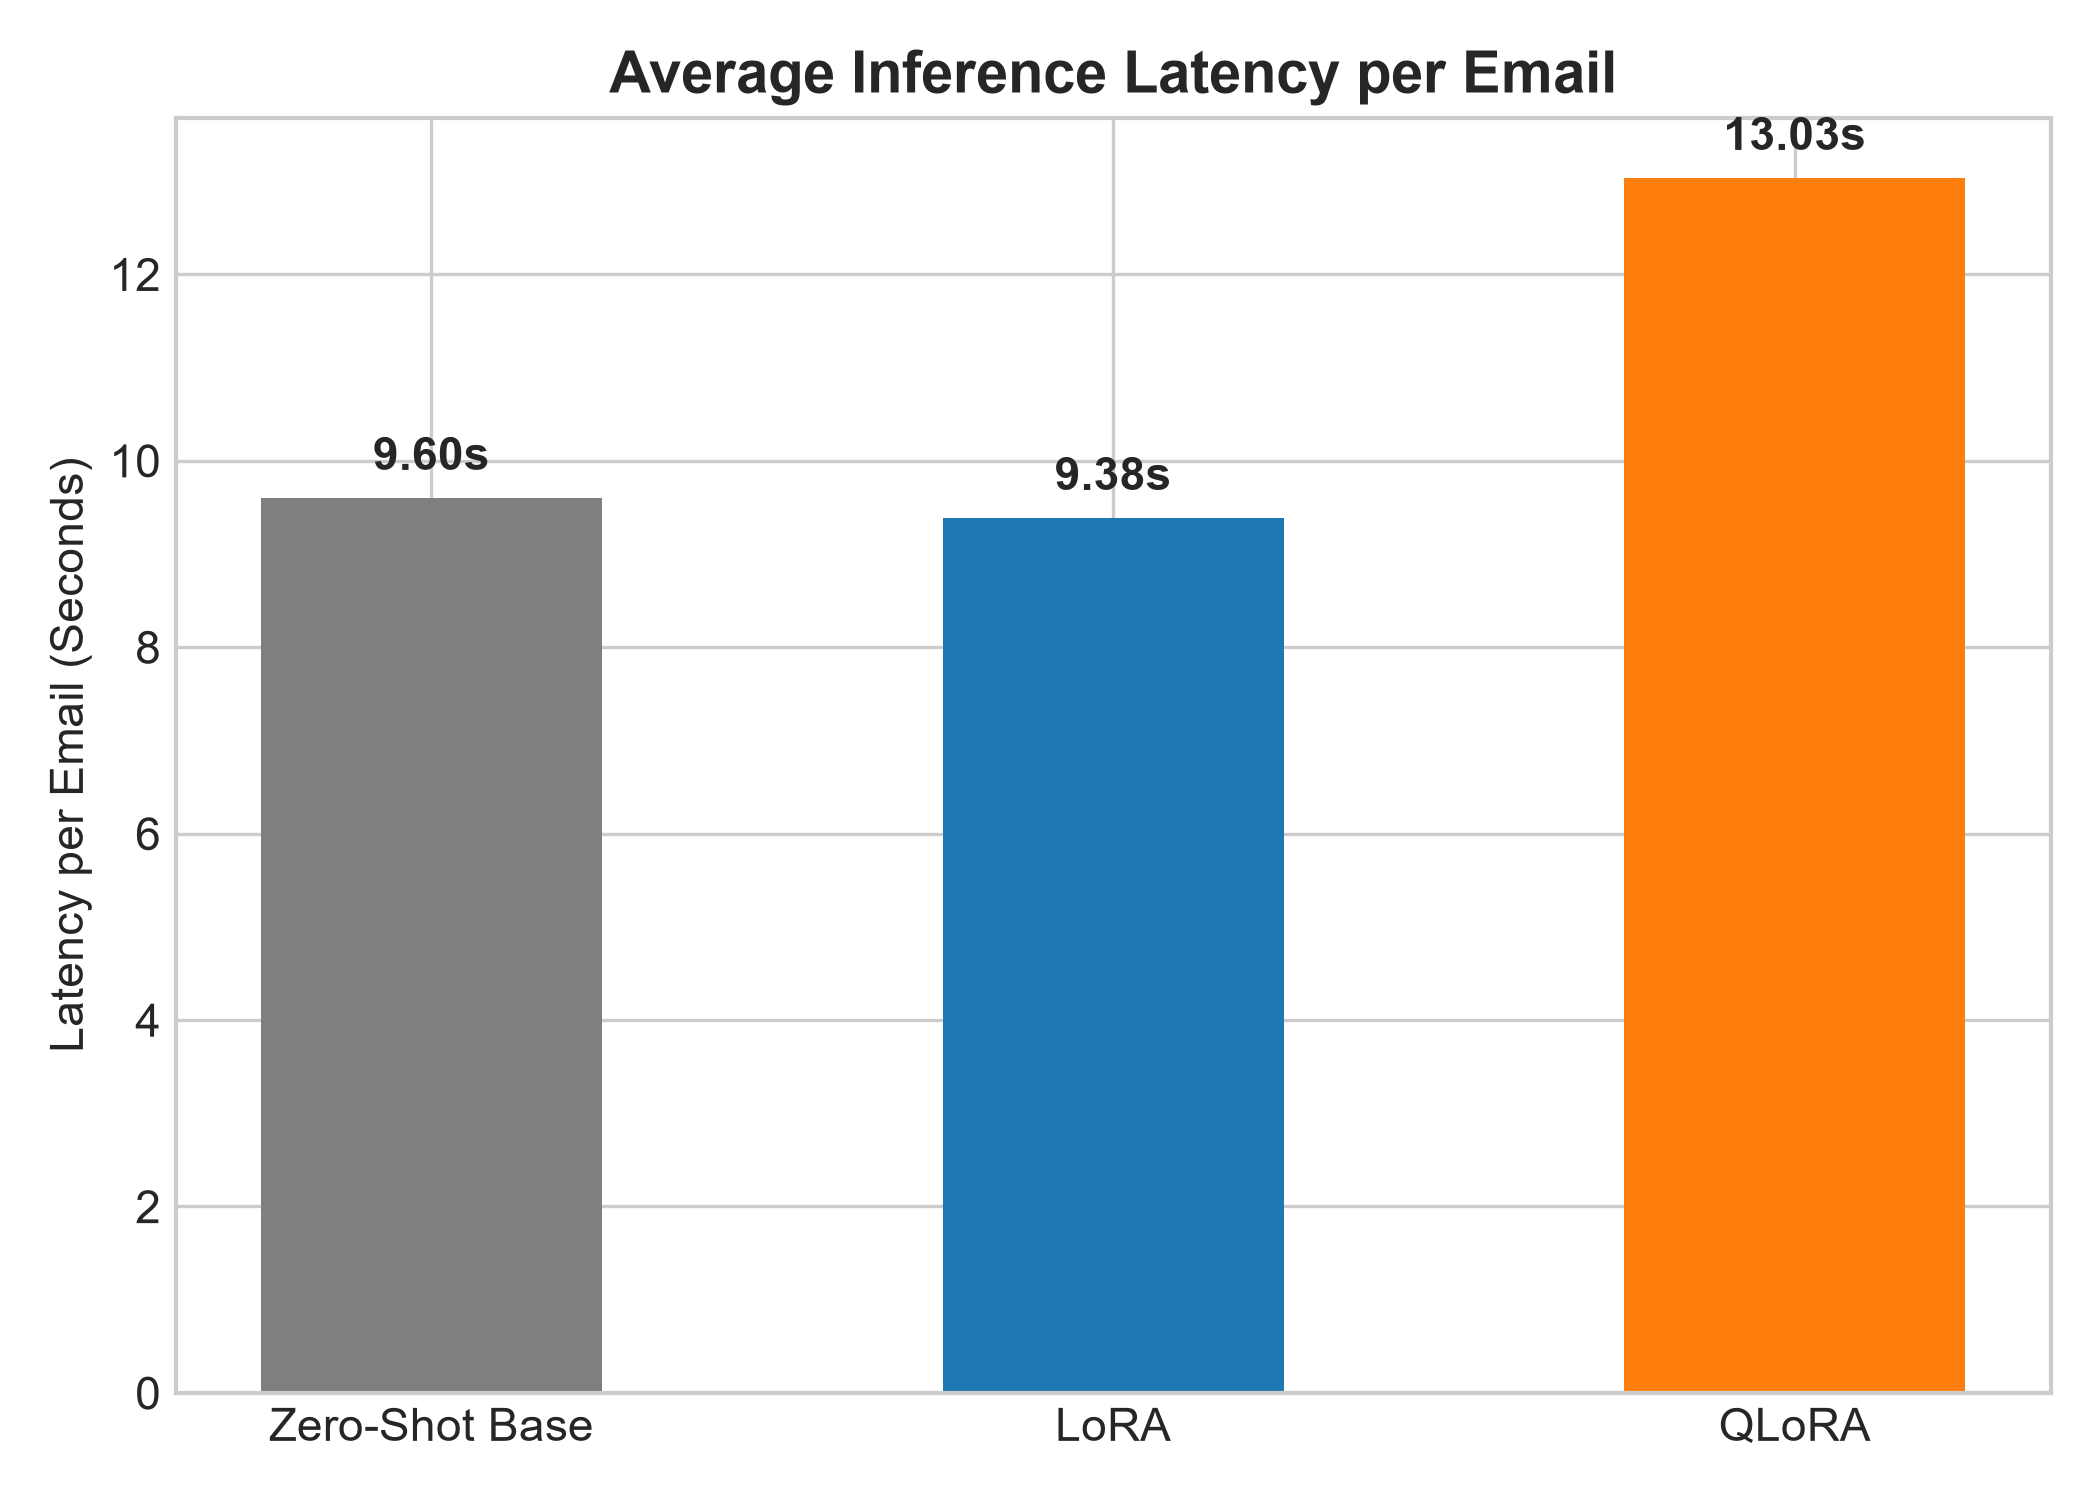 Average Inference Latency per Email
13.03s
12
10
9.60s
9.38s
8
6
4
2
0
Latency per Email (Seconds)
Zero-Shot Base
LoRA
QLoRA